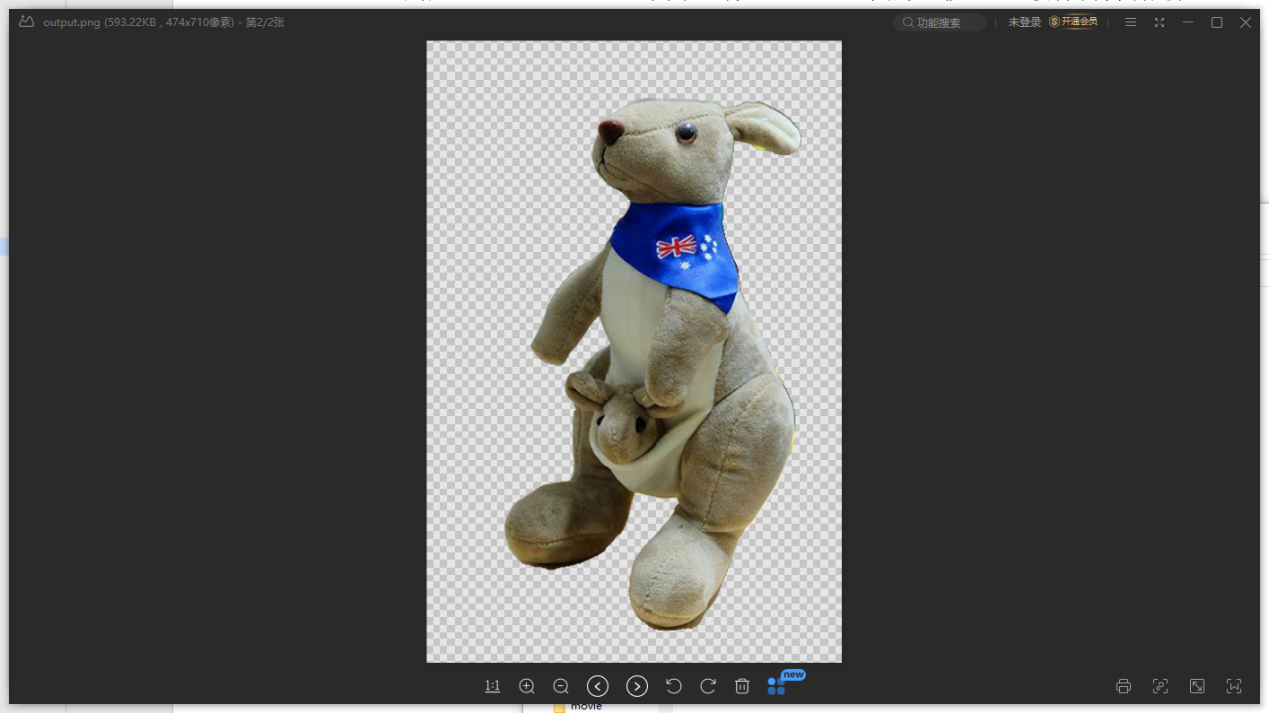 output.png (593.22KB , 474x710像素) - 第2/2张
功能搜索
未登录
开通会员
1:1
new
movie